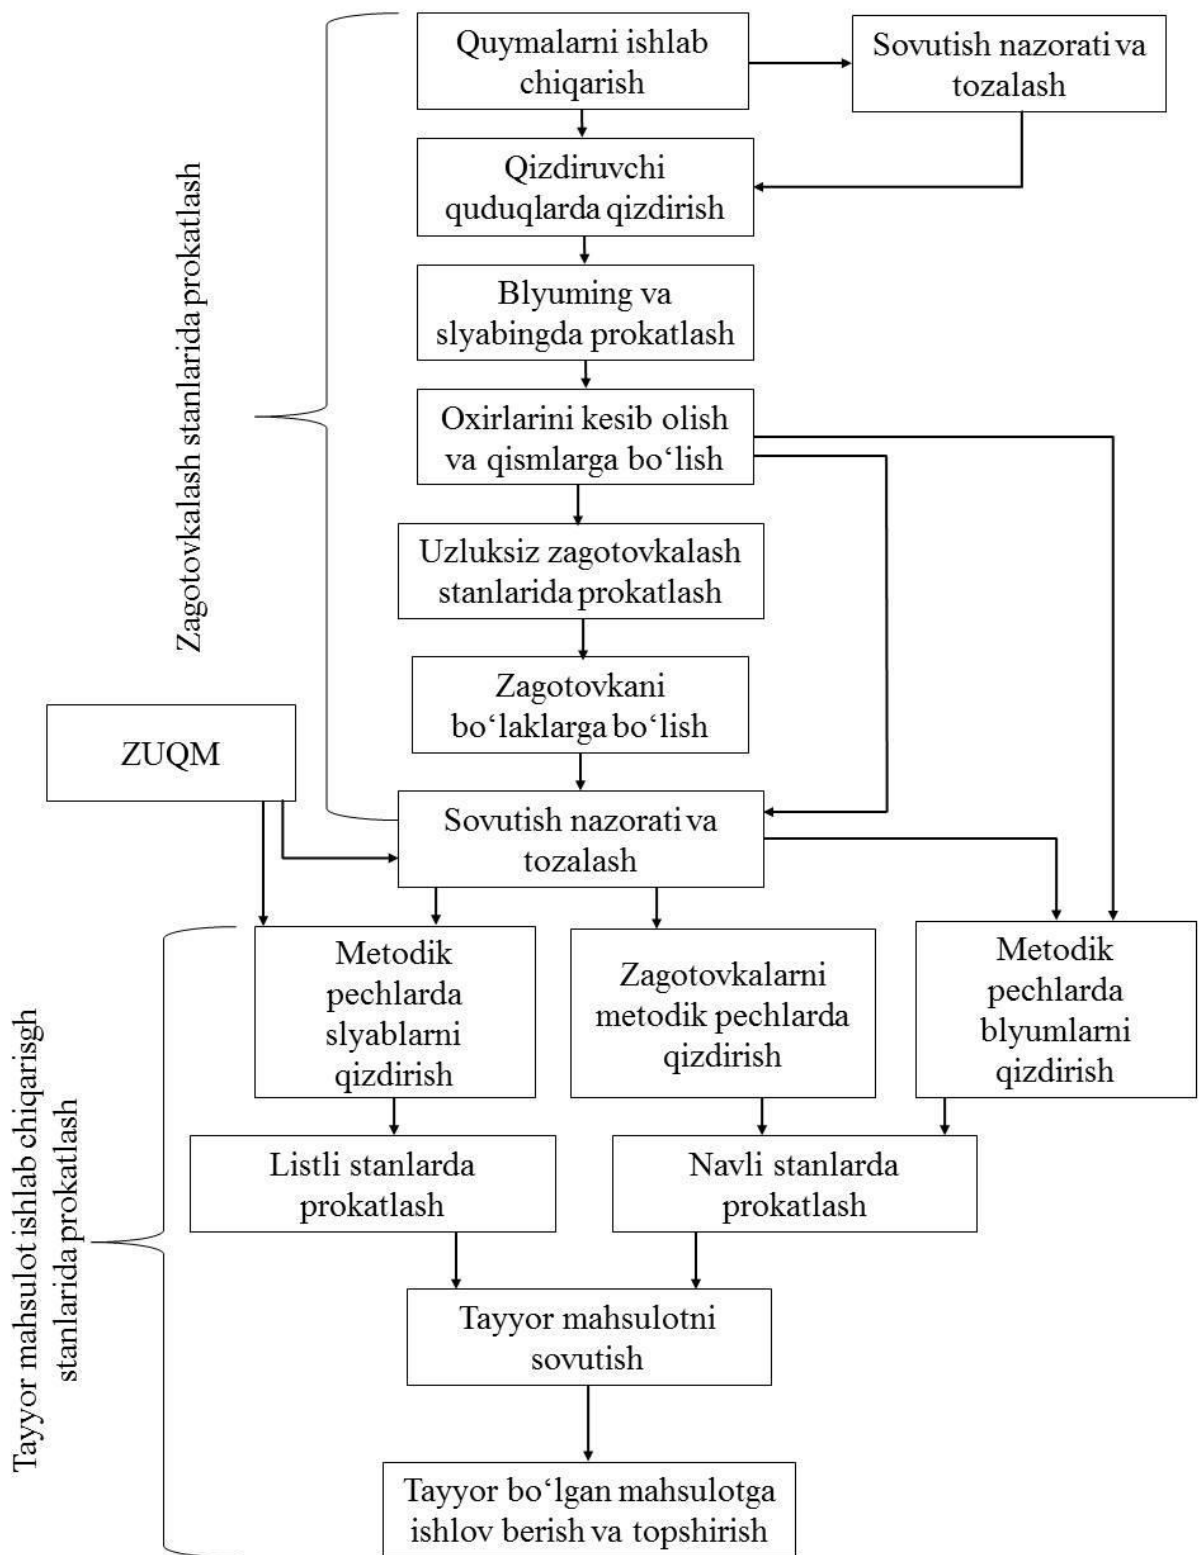 Quymalarni ishlab
chiqarish
Sovutish nazorati va
tozalash
Qizdiruvchi
quduqlarda qizdirish
Blyuming va
slyabingda prokatlash
Oxirlarini kesib olish
va qismlarga bo‘lish
Uzluksiz zagotovkalash
stanlarida prokatlash
Zagotovkani
bo‘laklarga bo‘lish
Zagotovkalash stanlarida prokatlash
ZUQM
Sovutish nazorati va
tozalash
Metodik
pechlarda
slyablarni
qizdirish
Zagotovkalarni
metodik pechlarda
qizdirish
Metodik
pechlarda
blyumlarni
qizdirish
Listli stanlarda
prokatlash
Navli stanlarda
prokatlash
Tayyor mahsulotni
sovutish
Tayyor bo‘lgan mahsulotga
ishlov berish va topshirish
Tayyor mahsulot ishlab chiqarisgh
stanlarida prokatlash